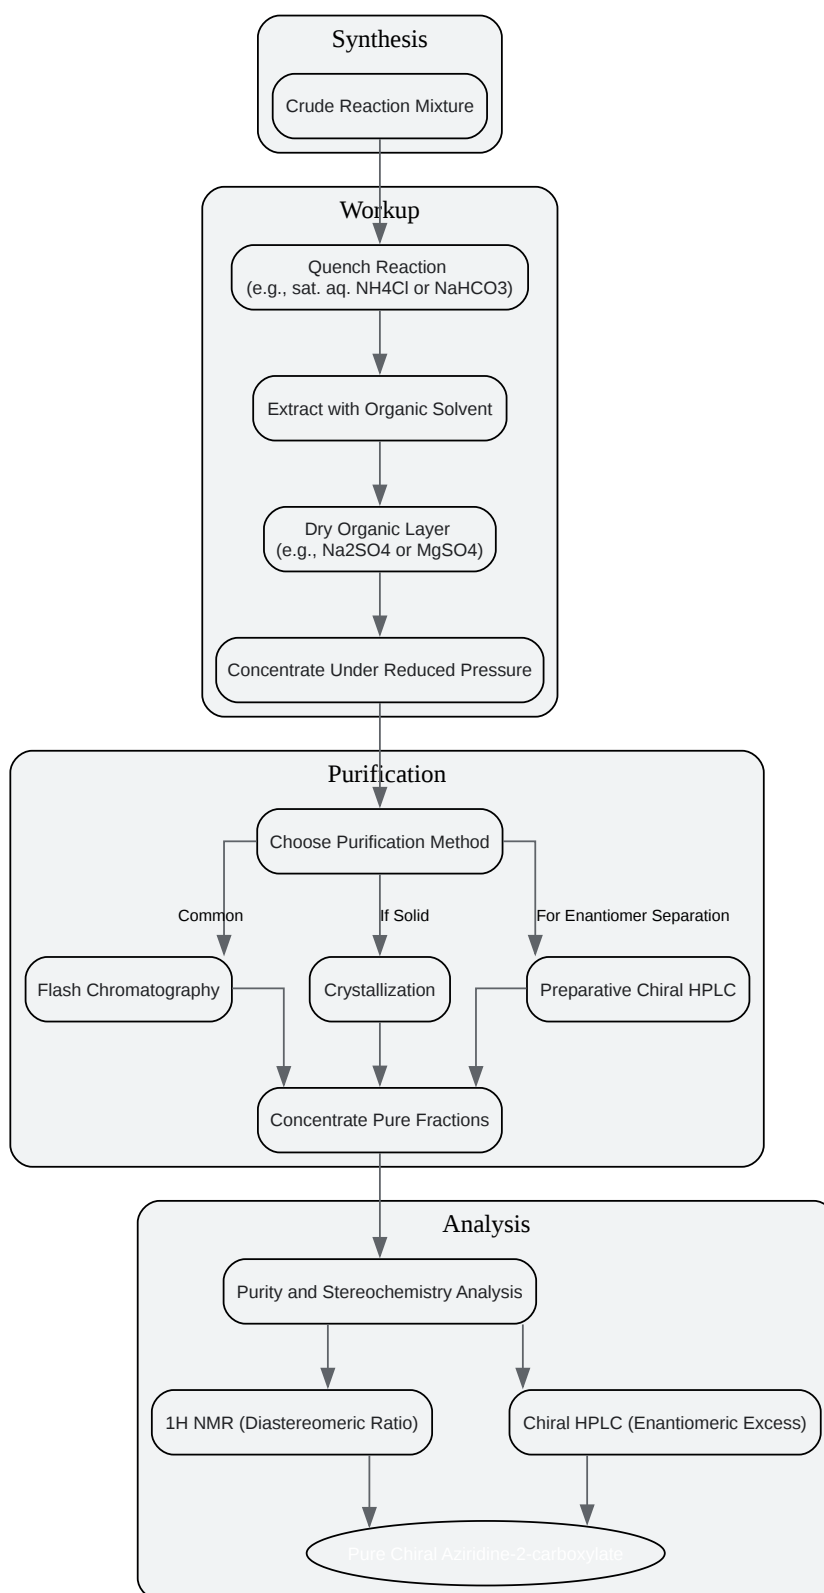 Synthesis
Crude Reaction Mixture
Workup
Quench Reaction
(e.g., sat. aq. NH4Cl or NaHCO3)
Extract with Organic Solvent
Dry Organic Layer
(e.g., Na2SO4 or MgSO4)
Concentrate Under Reduced Pressure
Purification
Choose Purification Method
Common
If Solid
For Enantiomer Separation
Flash Chromatography
Crystallization
Preparative Chiral HPLC
Concentrate Pure Fractions
Analysis
Purity and Stereochemistry Analysis
1H NMR (Diastereomeric Ratio)
Chiral HPLC (Enantiomeric Excess)
Pure Chiral Aziridine-2-carboxylate